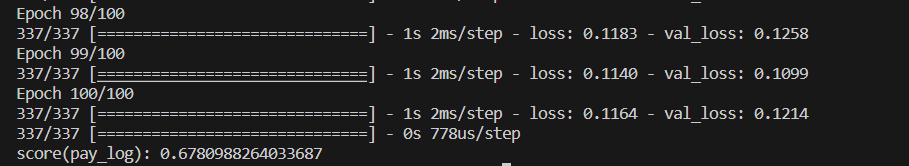 Epoch 98/100
337/337 [==============================] - 1s 2ms/step - loss: 0.1183 - val_loss: 0.1258
Epoch 99/100
337/337 [==============================] - 1s 2ms/step - loss: 0.1140 - val_loss: 0.1099
Epoch 100/100
337/337 [==============================] - 1s 2ms/step - loss: 0.1164 - val_loss: 0.1214
337/337 [==============================] - 0s 778us/step
score(pay_log): 0.6780988264033687